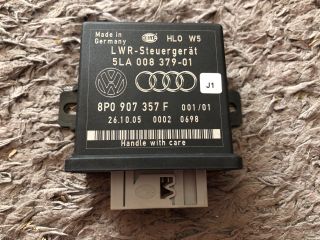 Made in
Germany
Hella HLO W5
LWR-Steuergerät
5LA 008 379-01
J1
8P0 907 357 F 001/01
26.10.05 0002 0698
Handle with care